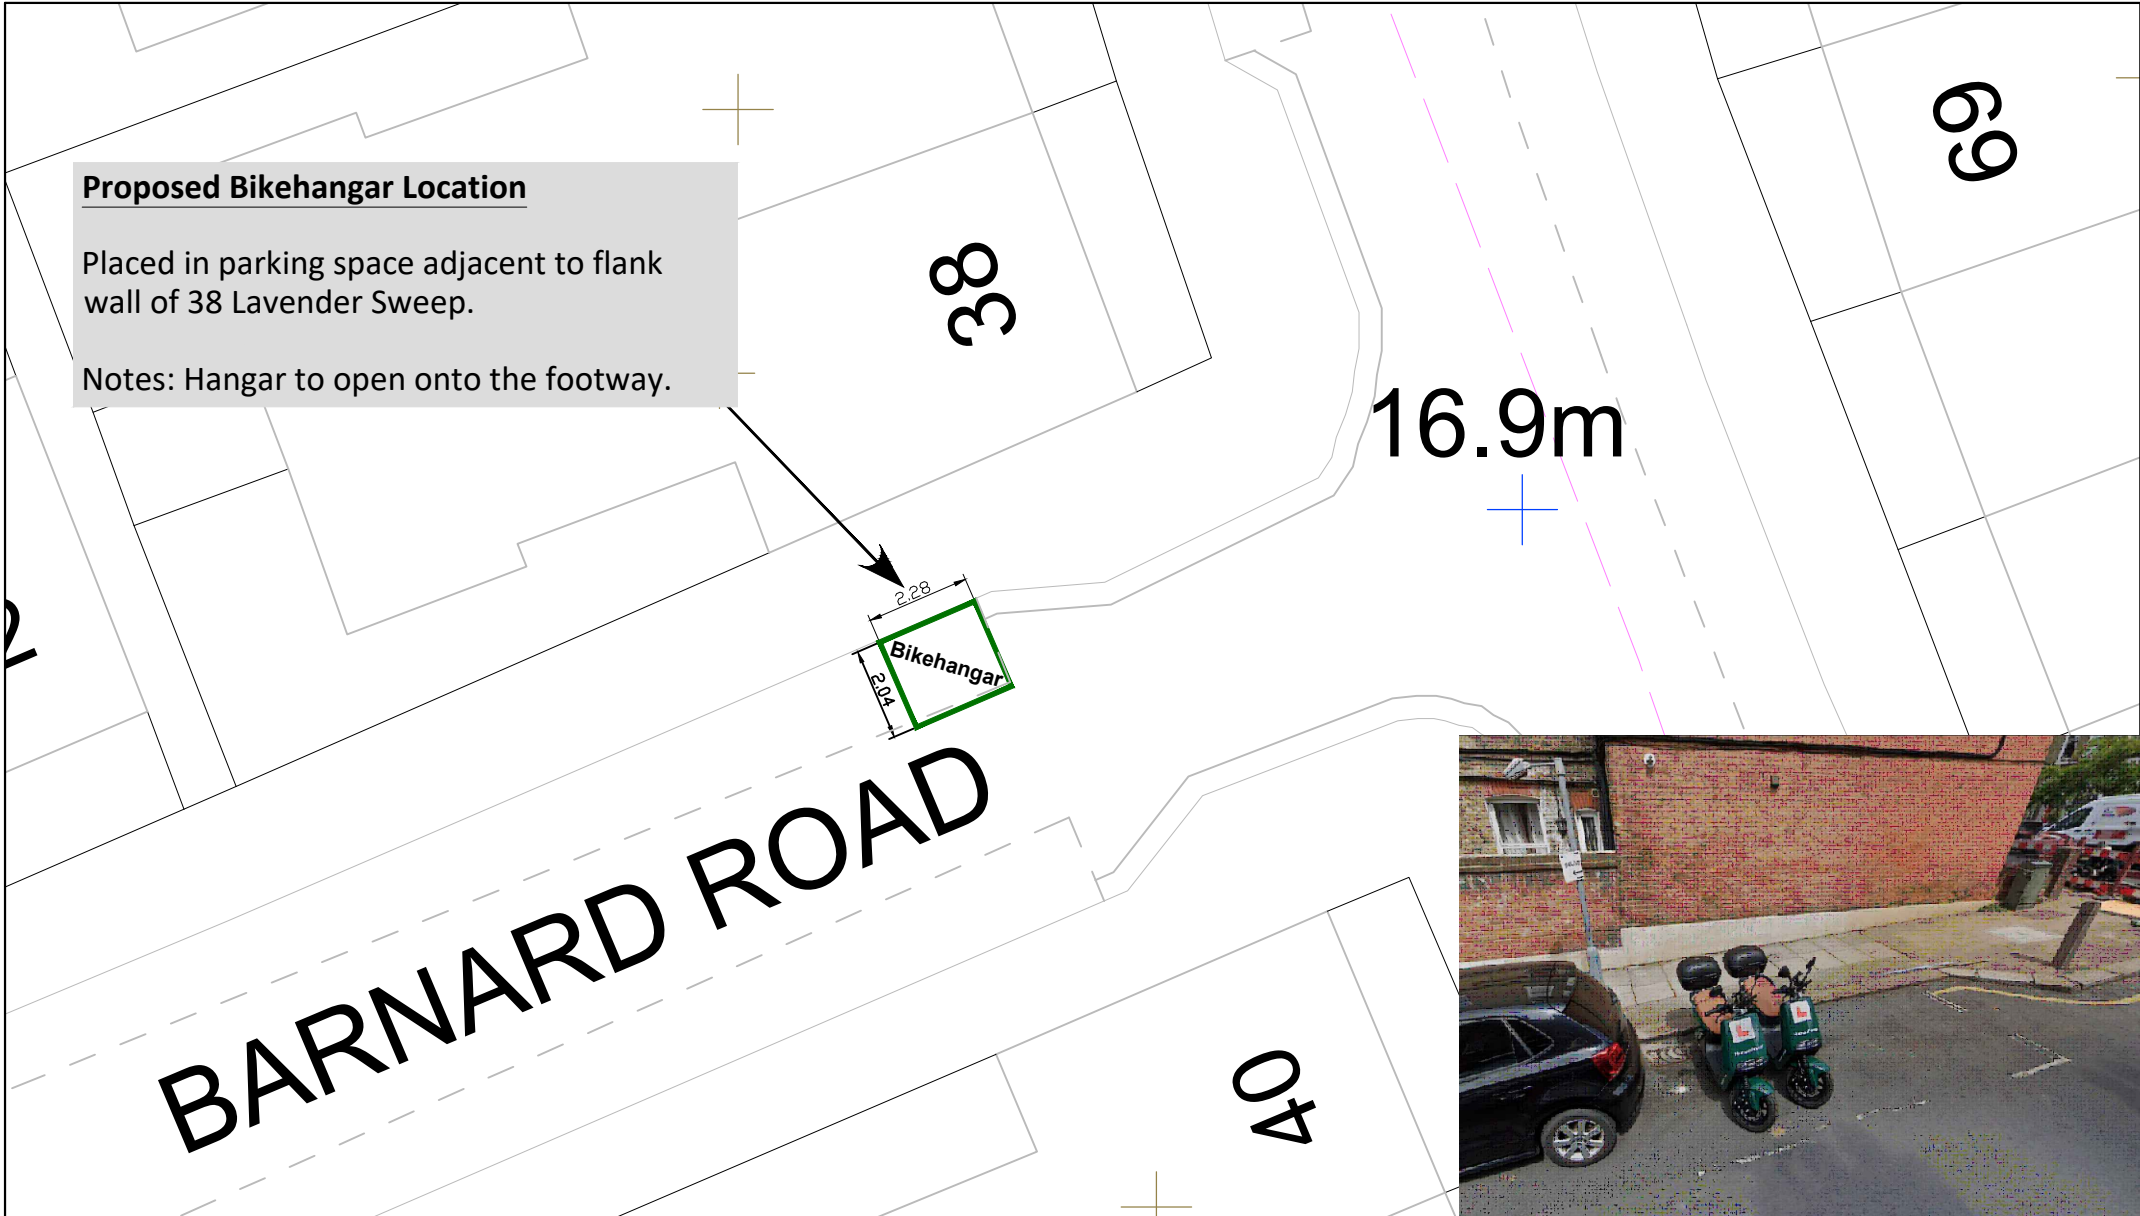 Proposed Bikehangar Location
Placed in parking space adjacent to flank
wall of 38 Lavender Sweep.
Notes: Hangar to open onto the footway.
38
69
16.9m
2.28
2.04
Bikehangar
BARNARD ROAD
40